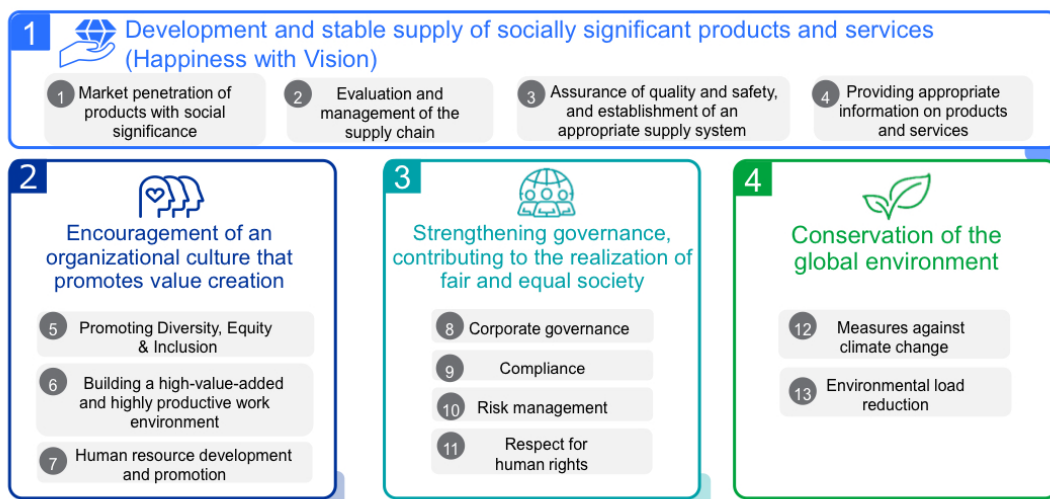 1
Development and stable supply of socially significant products and services
(Happiness with Vision)
1
Market penetration of
products with social
significance
2
Evaluation and
management of the
supply chain
3
Assurance of quality and safety,
and establishment of an
appropriate supply system
4
Providing appropriate
information on products
and services
2
Encouragement of an
organizational culture that
promotes value creation
5
Promoting Diversity, Equity
& Inclusion
6
Building a high-value-added
and highly productive work
environment
7
Human resource development
and promotion
3
Strengthening governance,
contributing to the realization of
fair and equal society
8
Corporate governance
9
Compliance
10
Risk management
11
Respect for
human rights
4
Conservation of the
global environment
12
Measures against
climate change
13
Environmental load
reduction